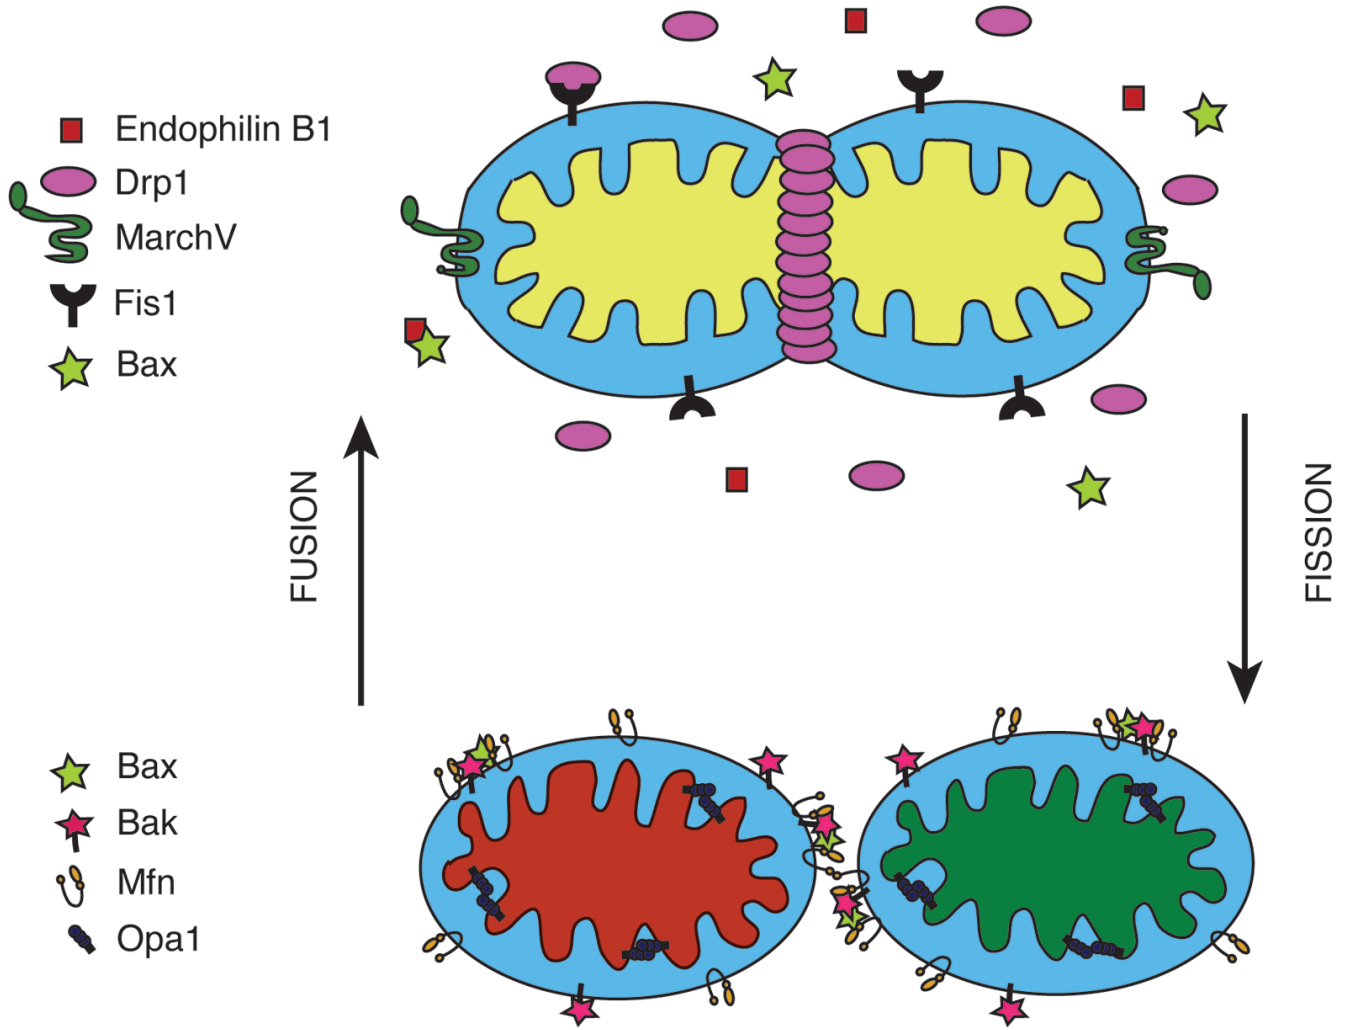 Endophilin B1
Drp1
MarchV
Fis1
Bax
FUSION
FISSION
Bax
Bak
Mfn
Opa1